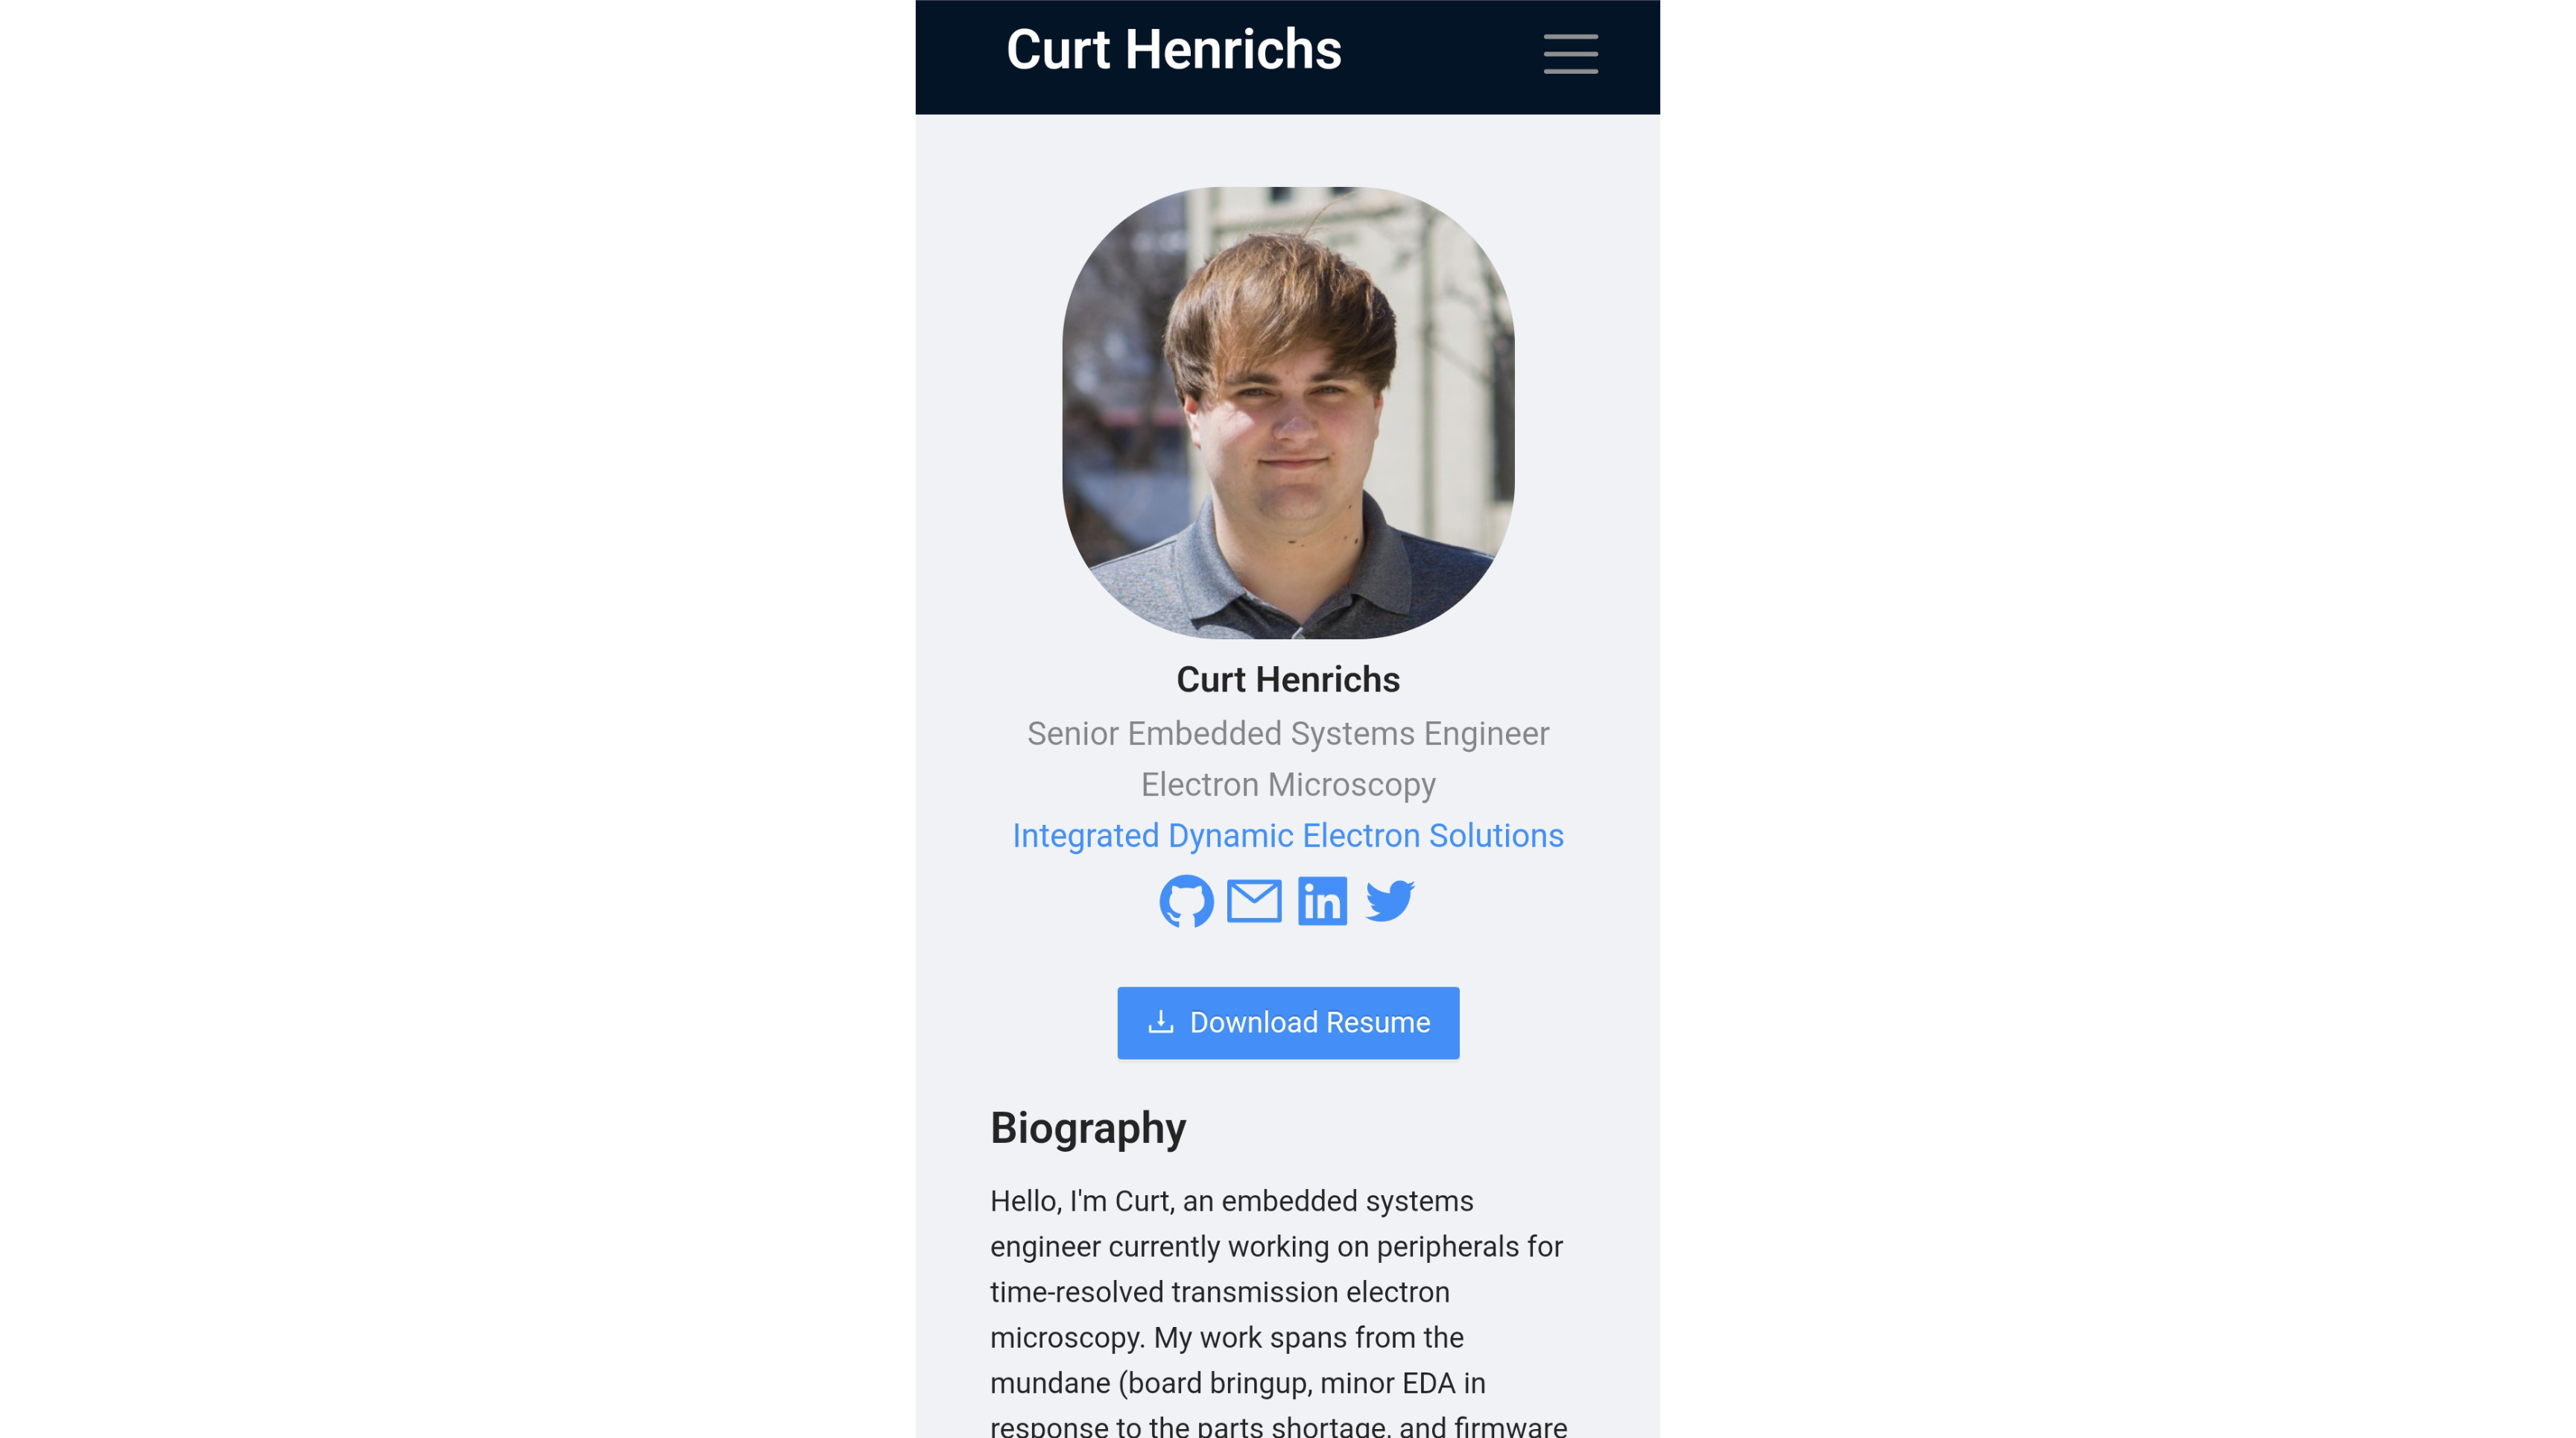 Curt Henrichs
Curt Henrichs
Senior Embedded Systems Engineer
Electron Microscopy
Integrated Dynamic Electron Solutions
in
Download Resume
Biography
Hello, I'm Curt, an embedded systems
engineer currently working on peripherals for
time-resolved transmission electron
microscopy. My work spans from the
mundane (board bringup, minor EDA in
response to the parts shortage, and firmware